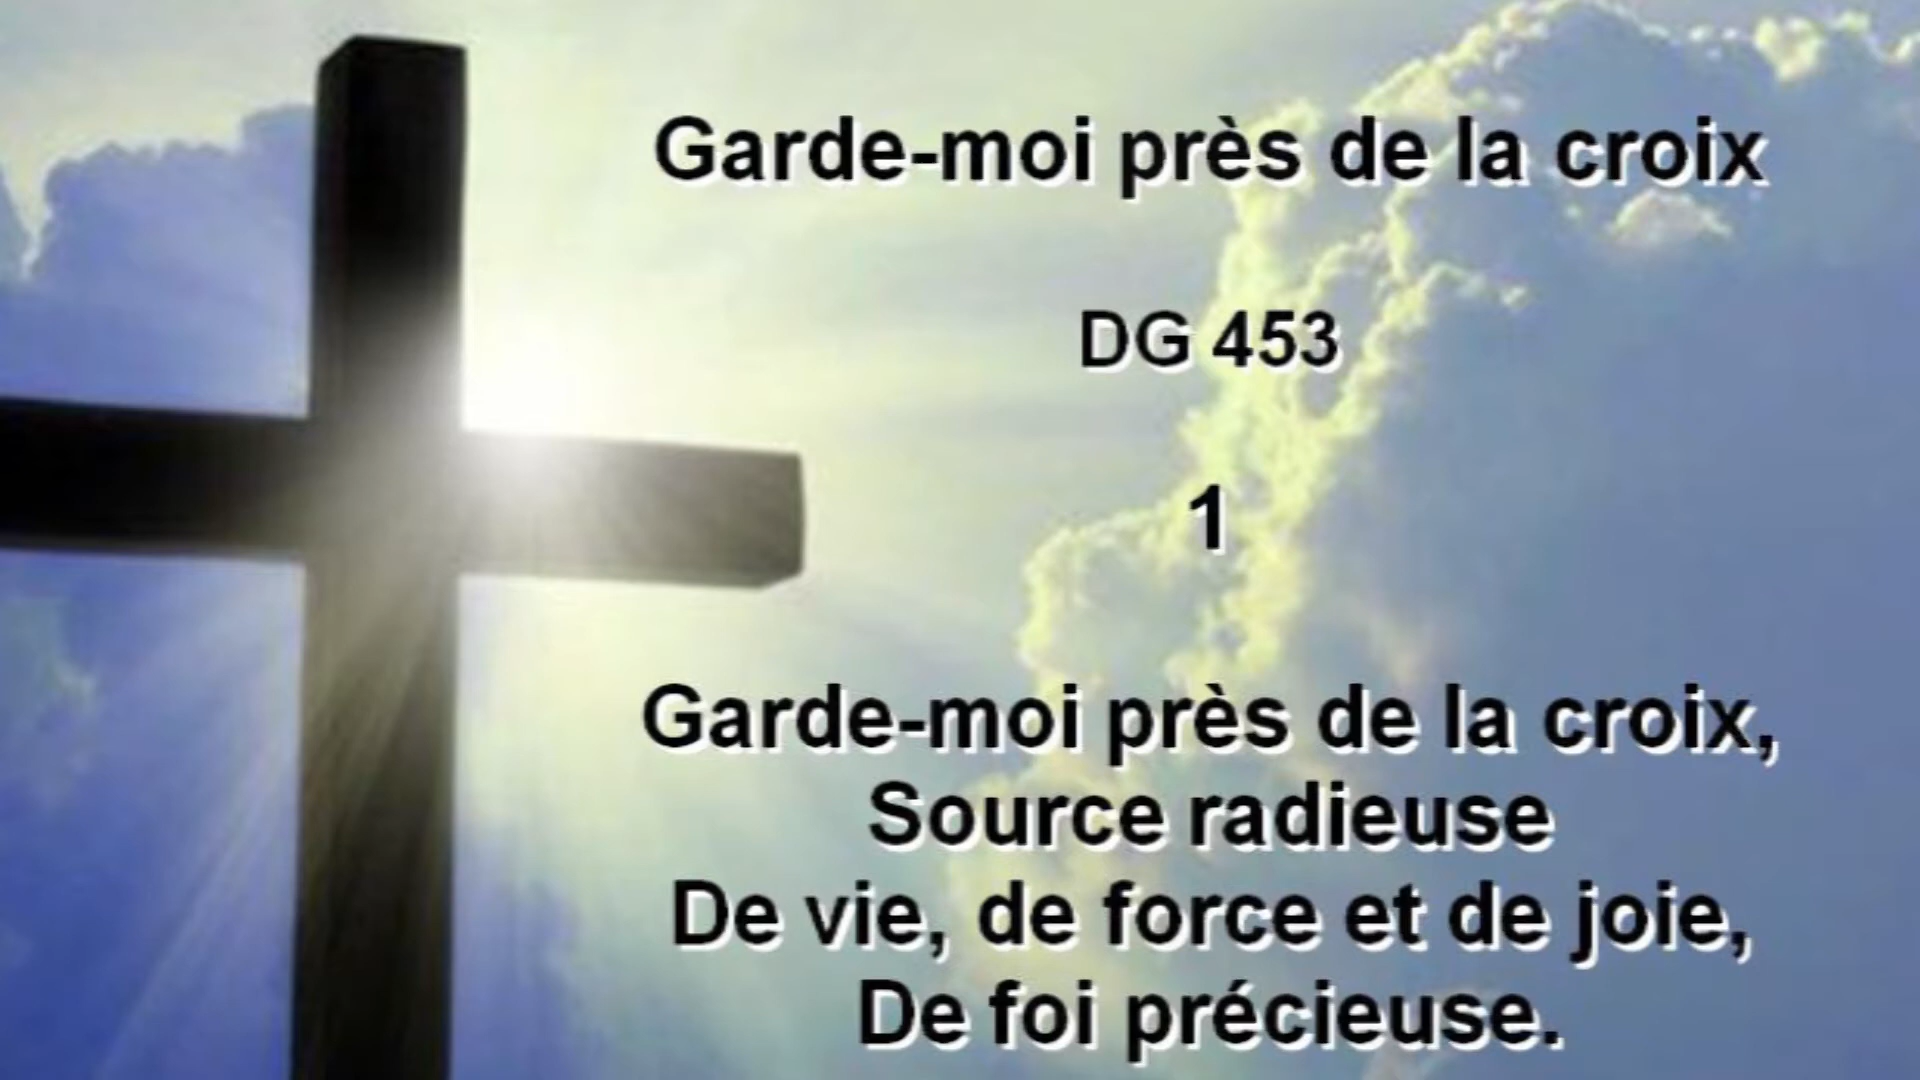 Garde-moi près de la croix
DG 453
1
Garde-moi près de la croix,
Source radieuse
De vie, de force et de joie,
De foi précieuse.